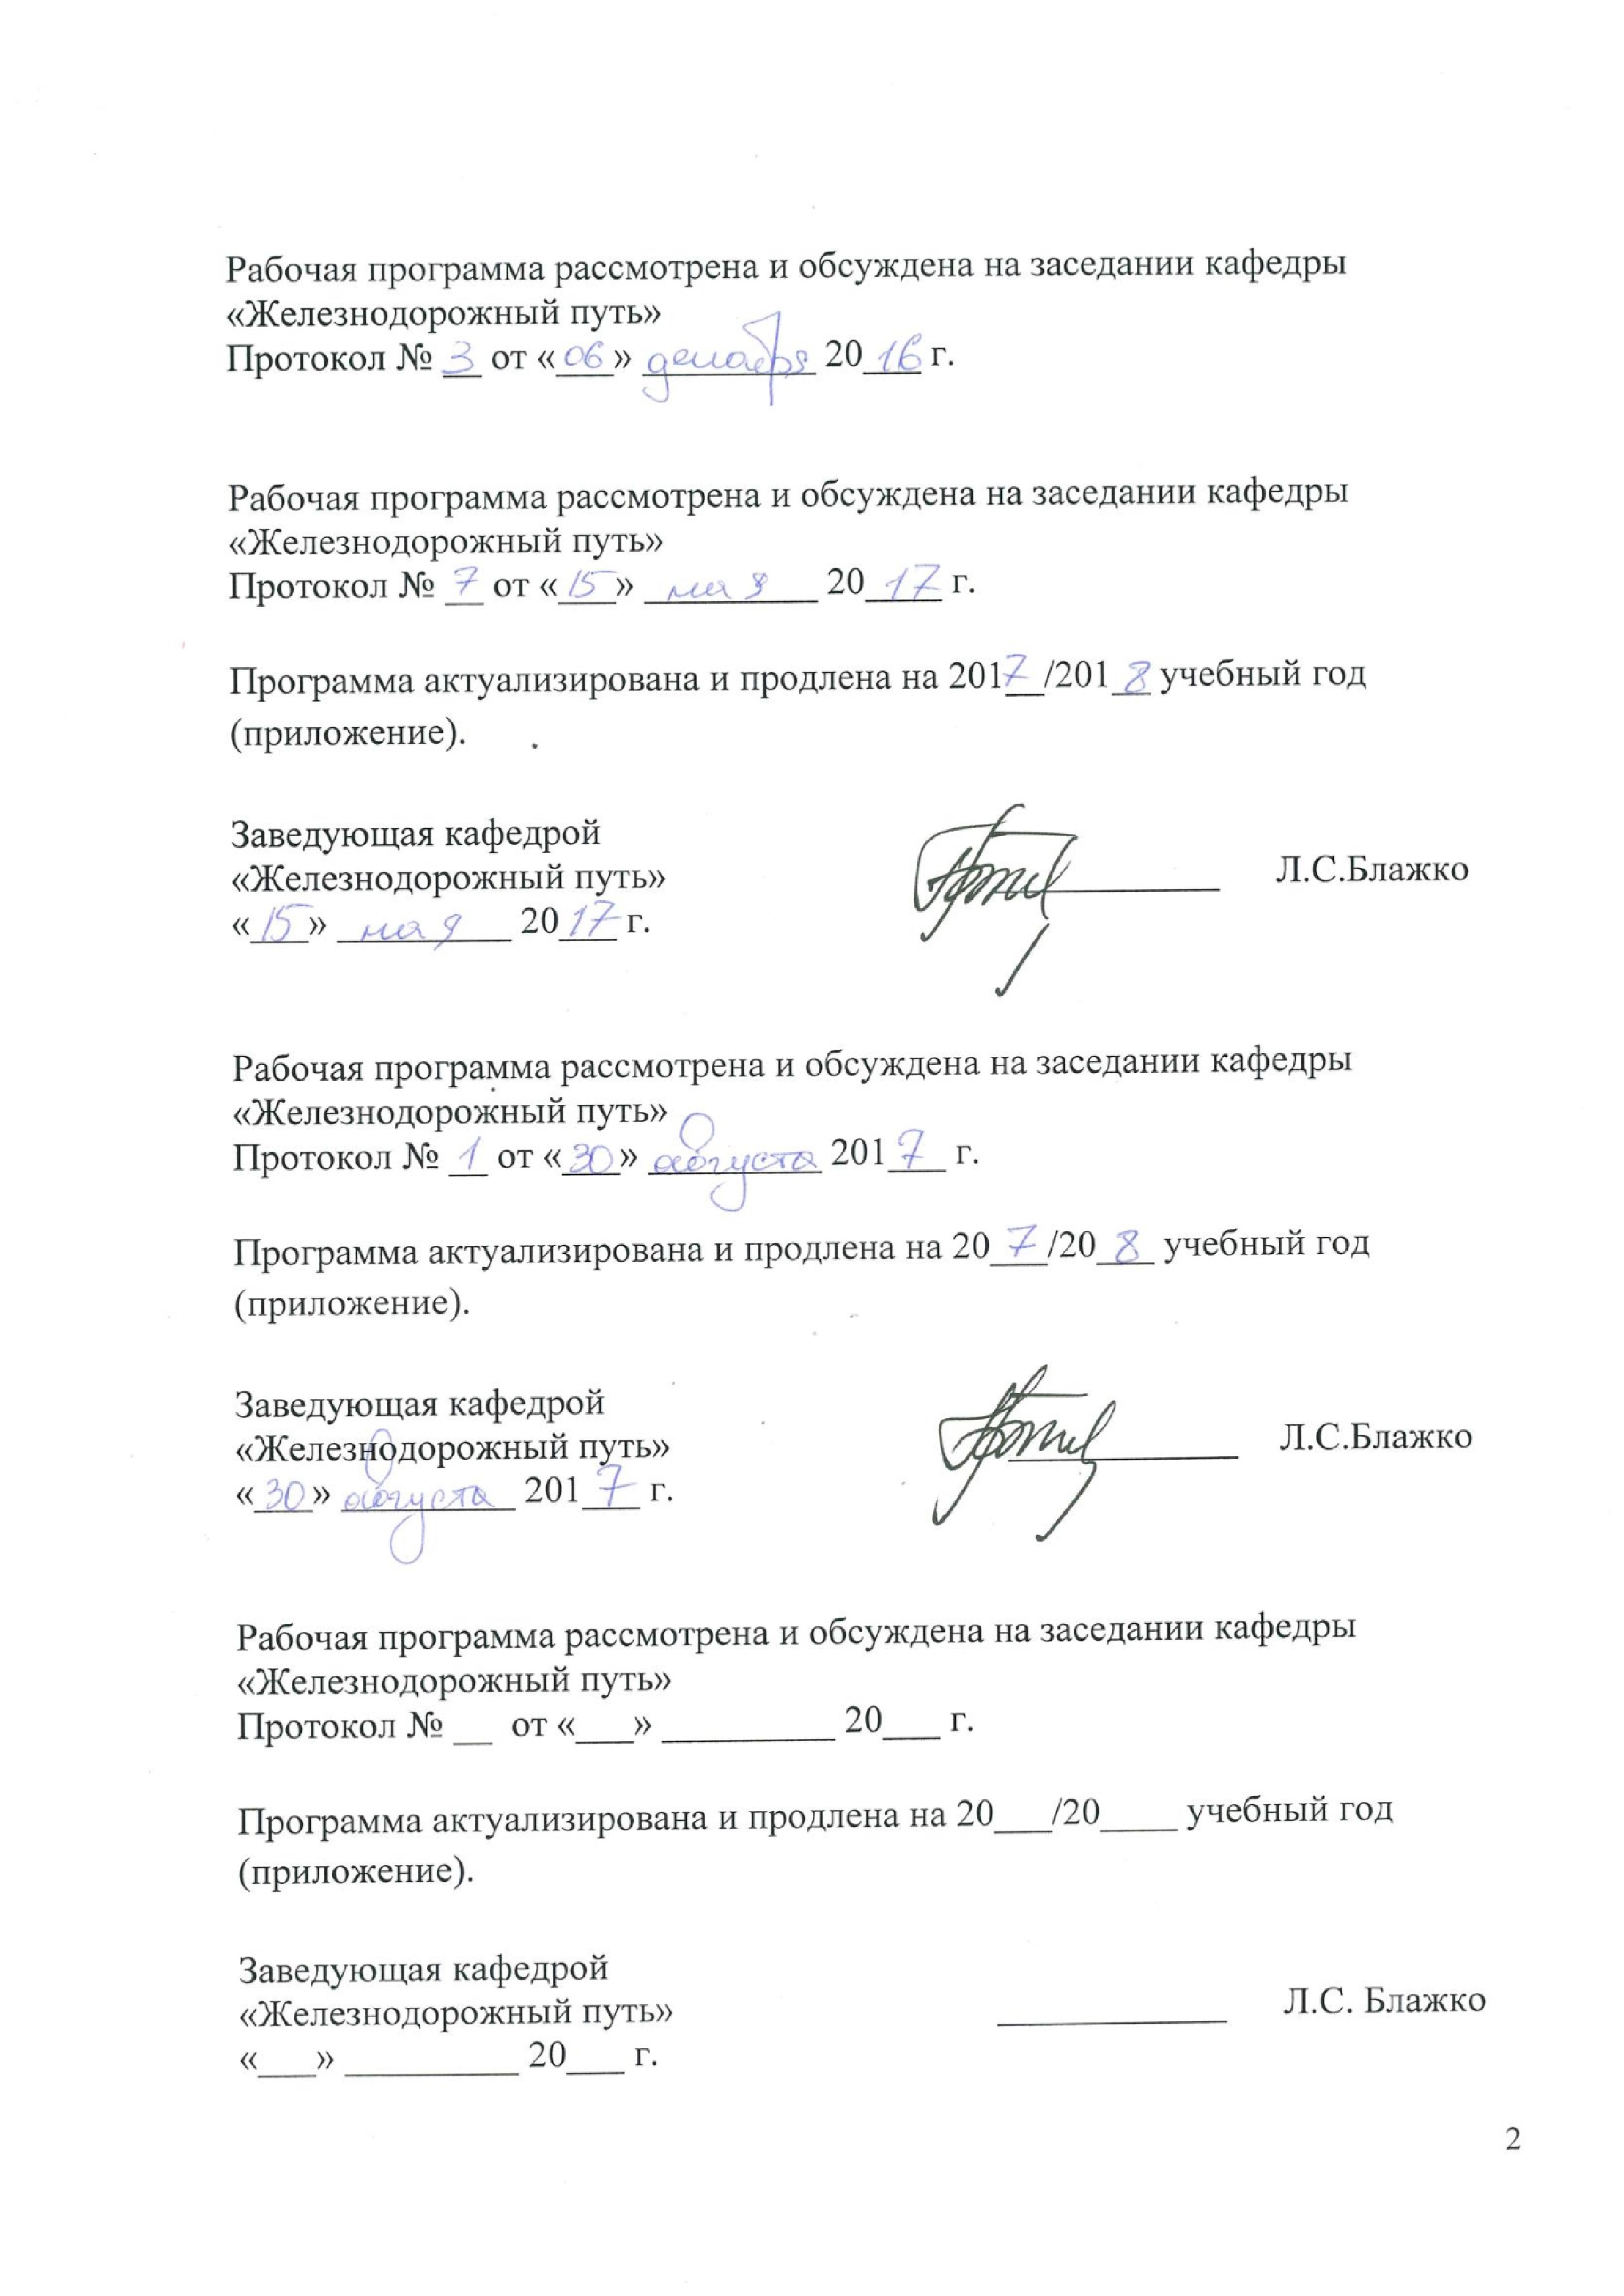 Рабочая программа рассмотрена и обсуждена на заседании кафедры
«Железнодорожный путь»
Протокол № 3 от «06» декабря 2016 г.
Рабочая программа рассмотрена и обсуждена на заседании кафедры
«Железнодорожный путь»
Протокол № 7 от «15» мая 2017 г.
Программа актуализирована и продлена на 2017/2018 учебный год
(приложение).
Заведующая кафедрой
«Железнодорожный путь» Л.С.Блажко
«15» мая 2017 г.
Рабочая программа рассмотрена и обсуждена на заседании кафедры
«Железнодорожный путь»
Протокол № 1 от «30» августа 2017 г.
Программа актуализирована и продлена на 20 7/20 8 учебный год
(приложение).
Заведующая кафедрой
«Железнодорожный путь» Л.С.Блажко
«30» августа 2017 г.
Рабочая программа рассмотрена и обсуждена на заседании кафедры
«Железнодорожный путь»
Протокол № __ от «___» _________ 20___ г.
Программа актуализирована и продлена на 20___/20____ учебный год
(приложение).
Заведующая кафедрой
«Железнодорожный путь» ____________ Л.С. Блажко
«___» _________ 20___ г.
2